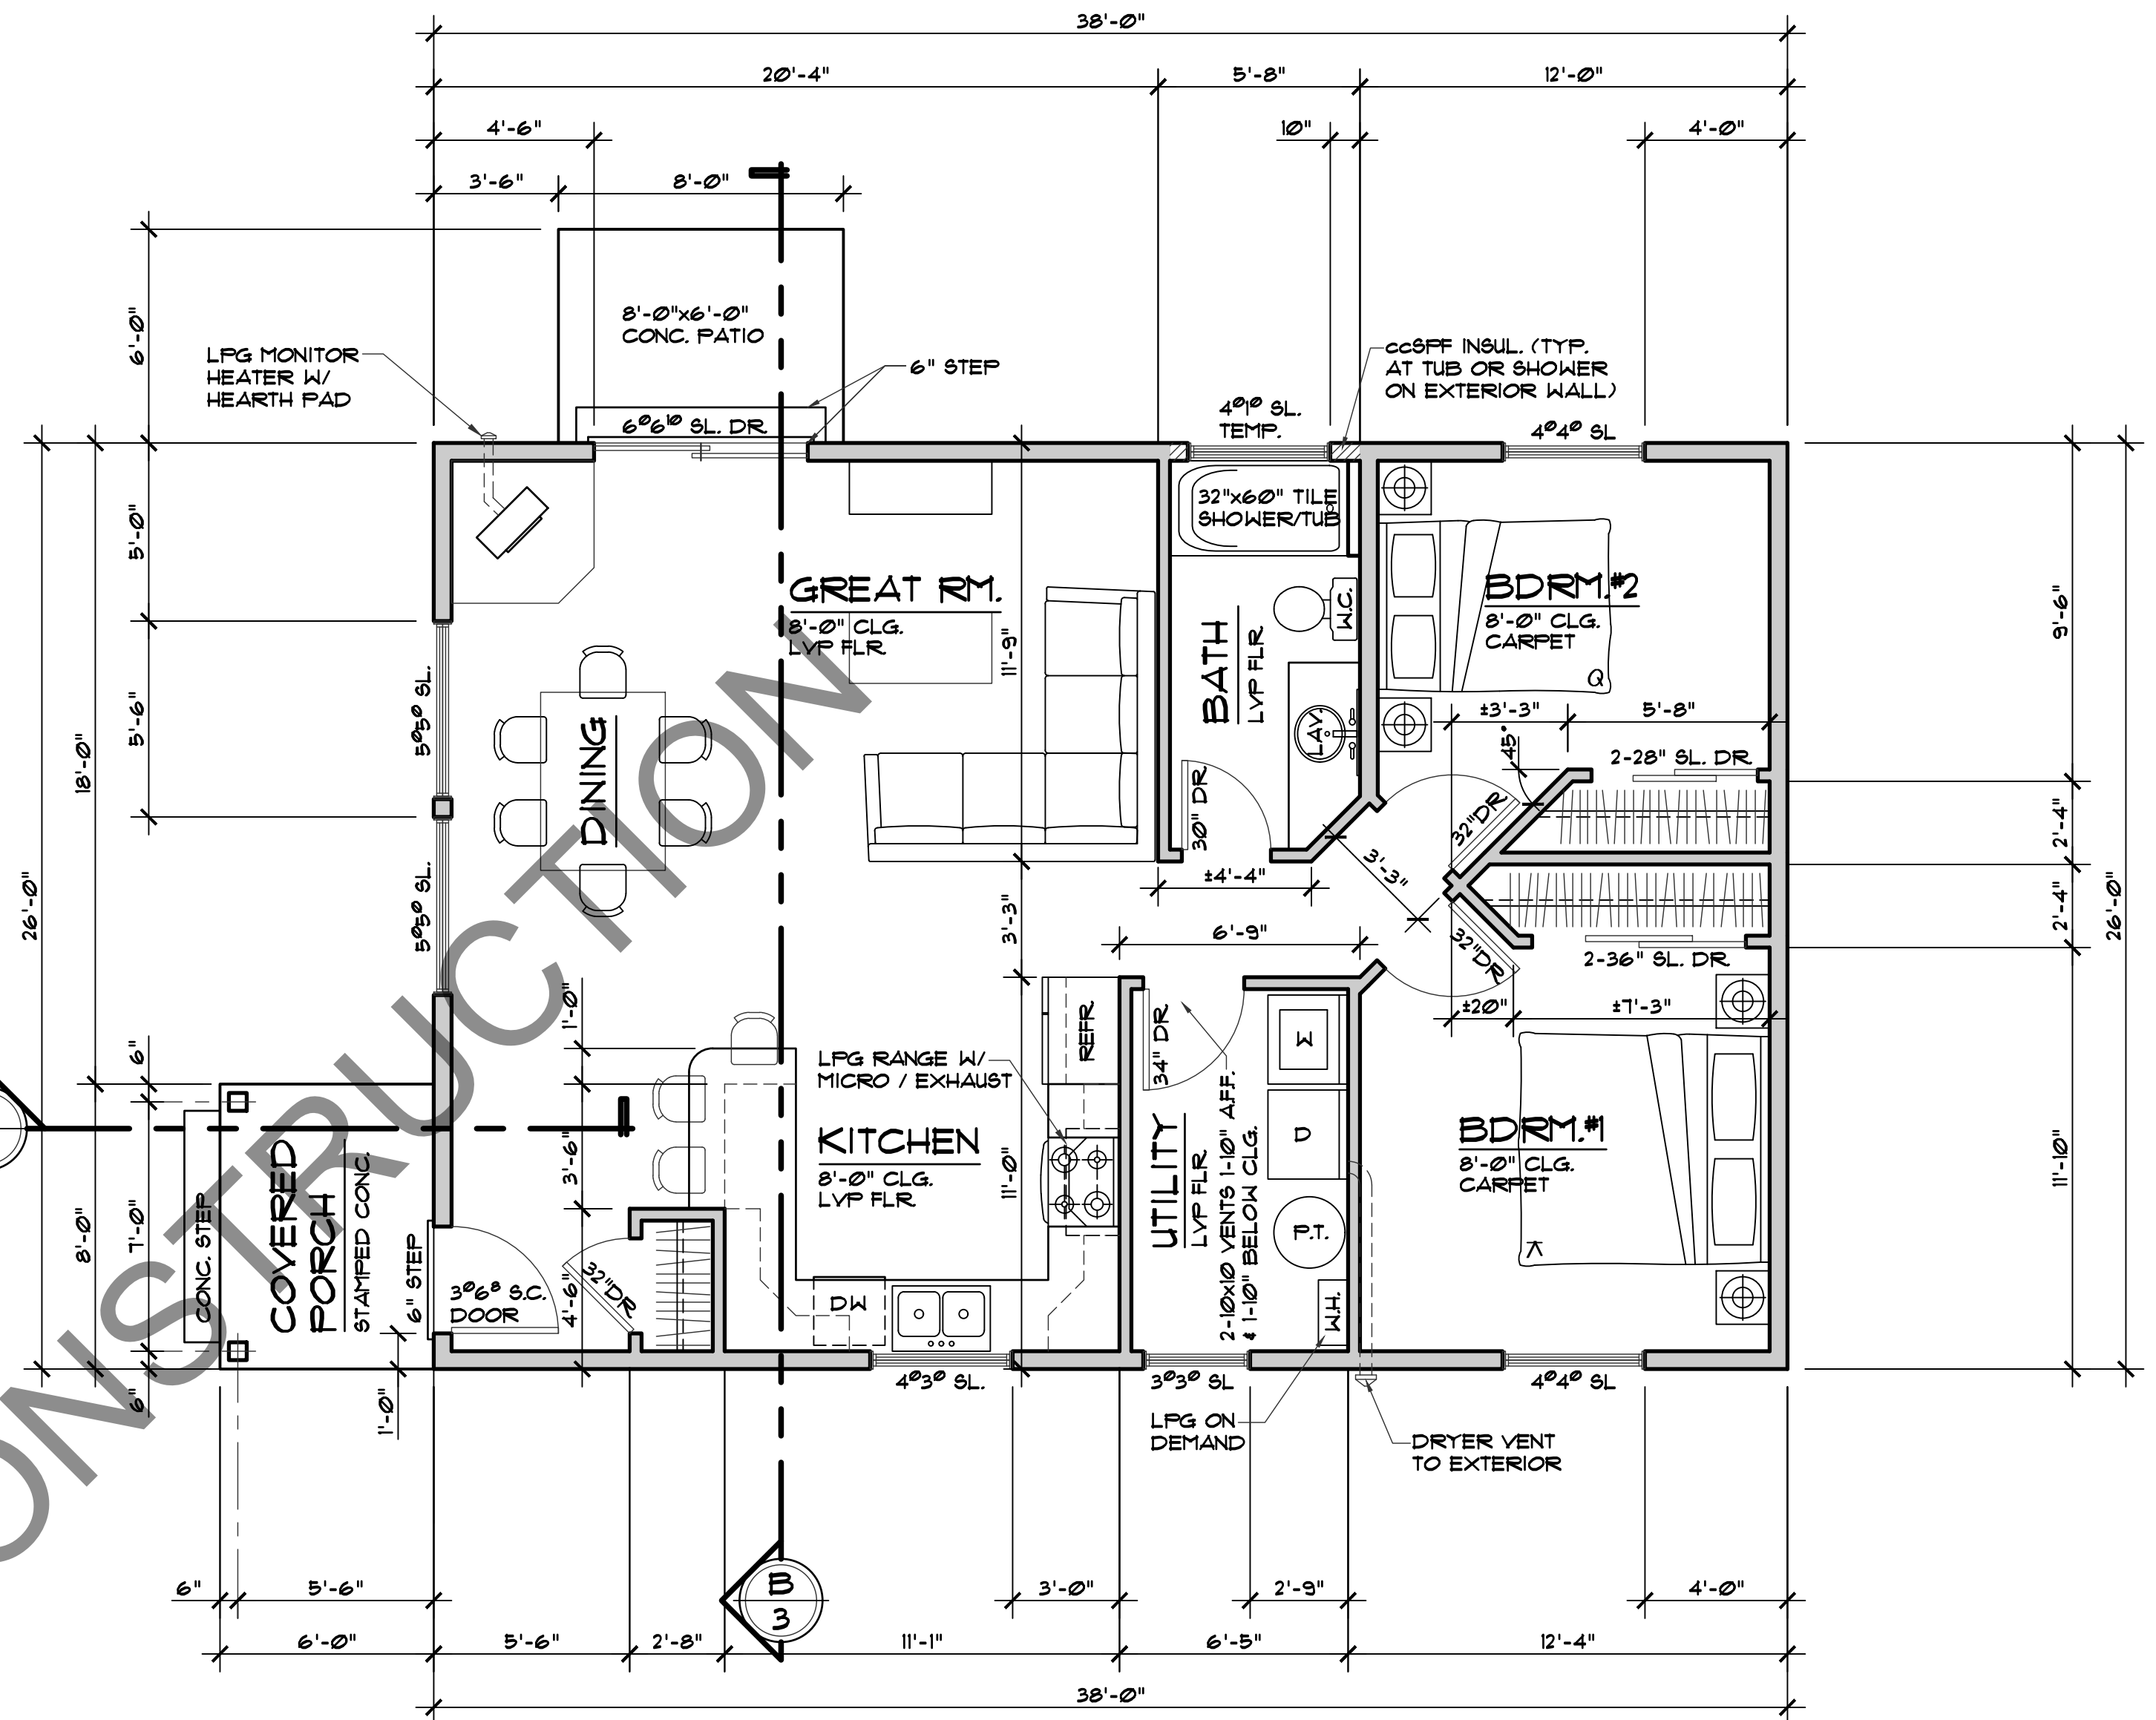 38'-0"
20'-4"
5'-8"
12'-0"
4'-6"
10"
4'-0"
3'-6"
8'-0"
6'-0"
8'-0"x6'-0"
CONC. PATIO
LPG MONITOR
HEATER W/
HEARTH PAD
6" STEP
ccSPF INSUL. (TYP.
AT TUB OR SHOWER
ON EXTERIOR WALL)
6⁰6¹⁰ SL. DR.
4⁰1⁰ SL.
TEMP.
4⁰4⁰ SL
32"x60" TILE
SHOWER/TUB
5'-0"
GREAT RM.
8'-0" CLG.
LVP FLR.
11'-9"
BATH
LVP FLR
W.C.
LAY.
BDRM.#2
8'-0" CLG.
CARPET
Q
9'-6"
5⁰5⁰ SL.
5'-6"
18'-0"
DINING
±3'-3"
5'-8"
45°
2-28" SL. DR.
30" DR
32"DR
2'-4"
26'-0"
5⁰5⁰ SL.
±4'-4"
3'-3"
3'-3"
2'-4"
26'-0"
6'-9"
32"DR
2-36" SL. DR.
±20"
±7'-3"
1'-0"
6"
REFR
34" DR
W
LPG RANGE W/
MICRO / EXHAUST
KITCHEN
8'-0" CLG.
LVP FLR.
11'-0"
UTILITY
LVP FLR
2-10x10 VENTS 1-10" A.F.F.
& 1-10" BELOW CLG.
D
P.T.
W.H.
BDRM.#1
8'-0" CLG.
CARPET
K
11'-10"
3'-6"
8'-0"
7'-0"
CONC. STEP
COVERED
PORCH
STAMPED CONC.
6" STEP
3⁰6⁸ S.C.
DOOR
32"DR
4'-6"
DW
6"
1'-0"
4⁰3⁰ SL.
3⁰3⁰ SL
4⁰4⁰ SL
LPG ON
DEMAND
DRYER VENT
TO EXTERIOR
6"
5'-6"
B
3
3'-0"
2'-9"
4'-0"
6'-0"
5'-6"
2'-8"
11'-1"
6'-5"
12'-4"
38'-0"
ONSTRUCTION